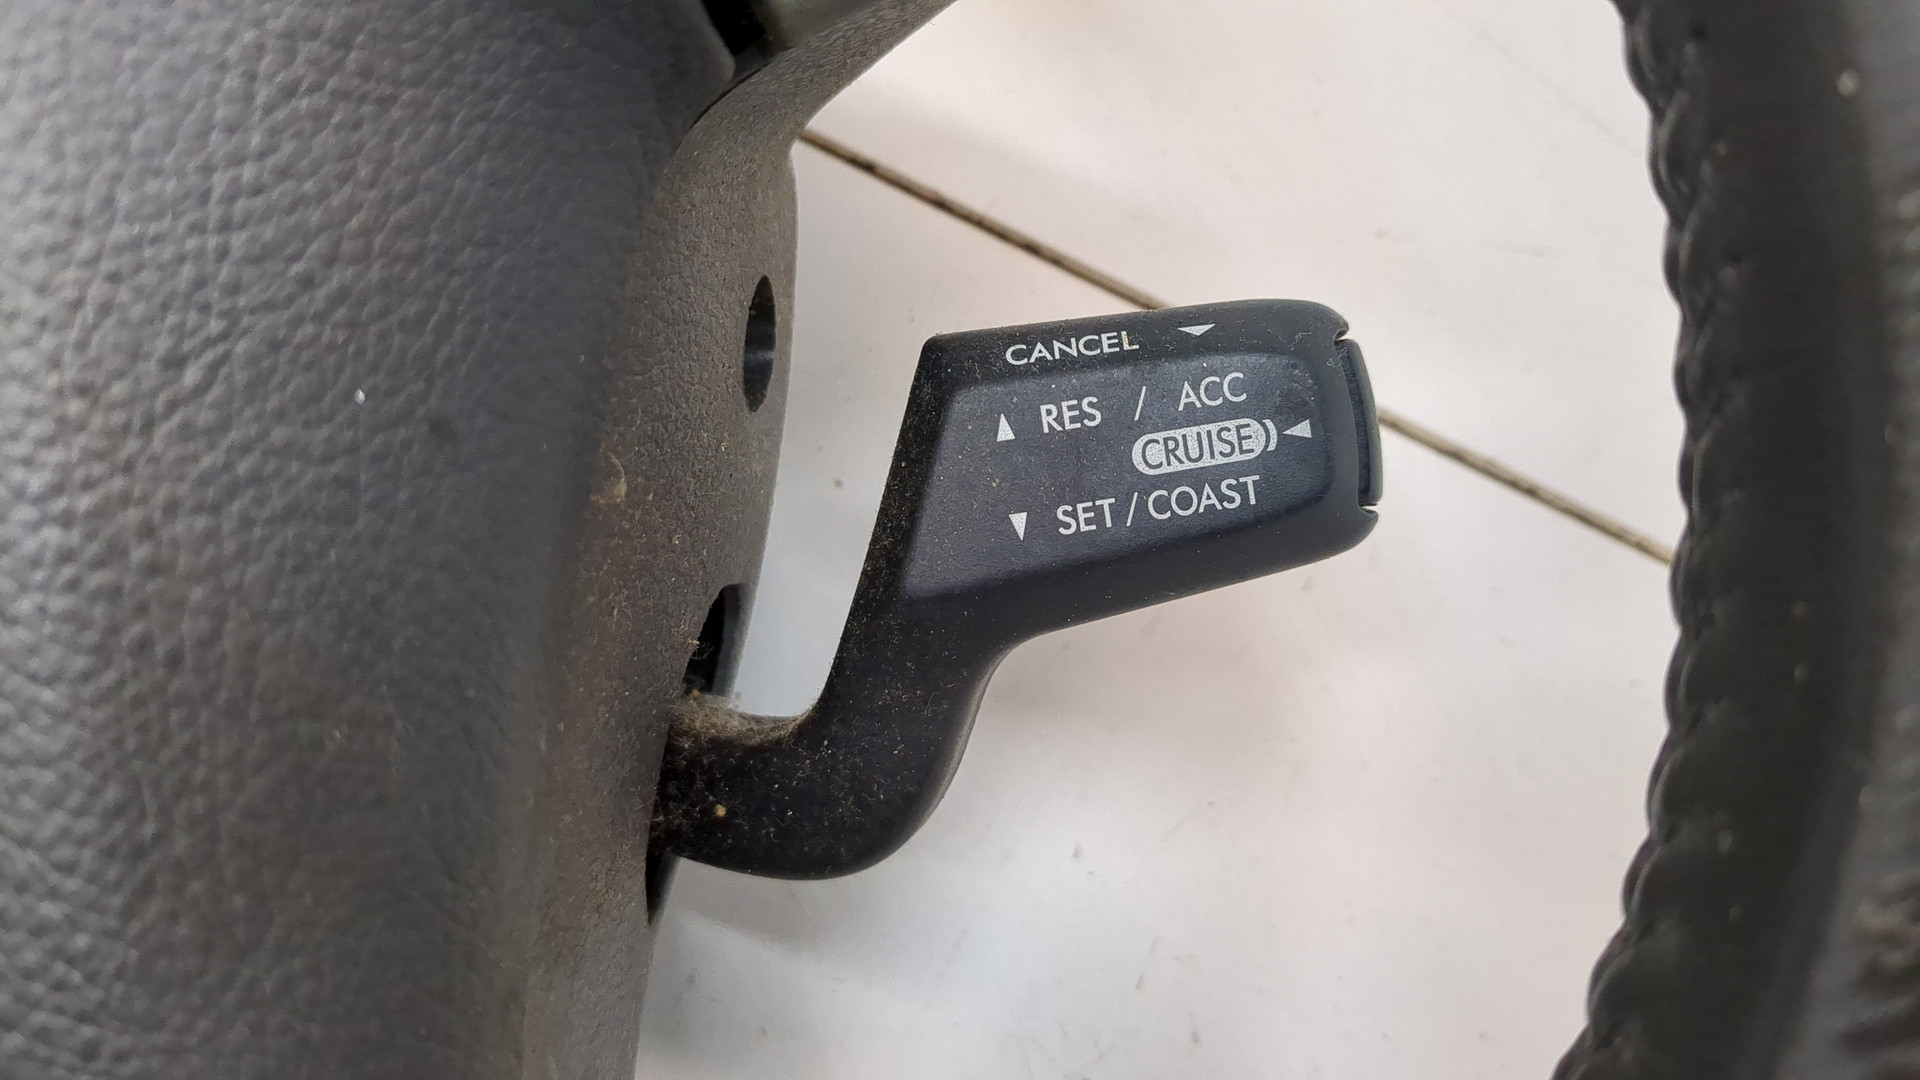 CANCEL
RES / ACC
CRUISE
SET / COAST